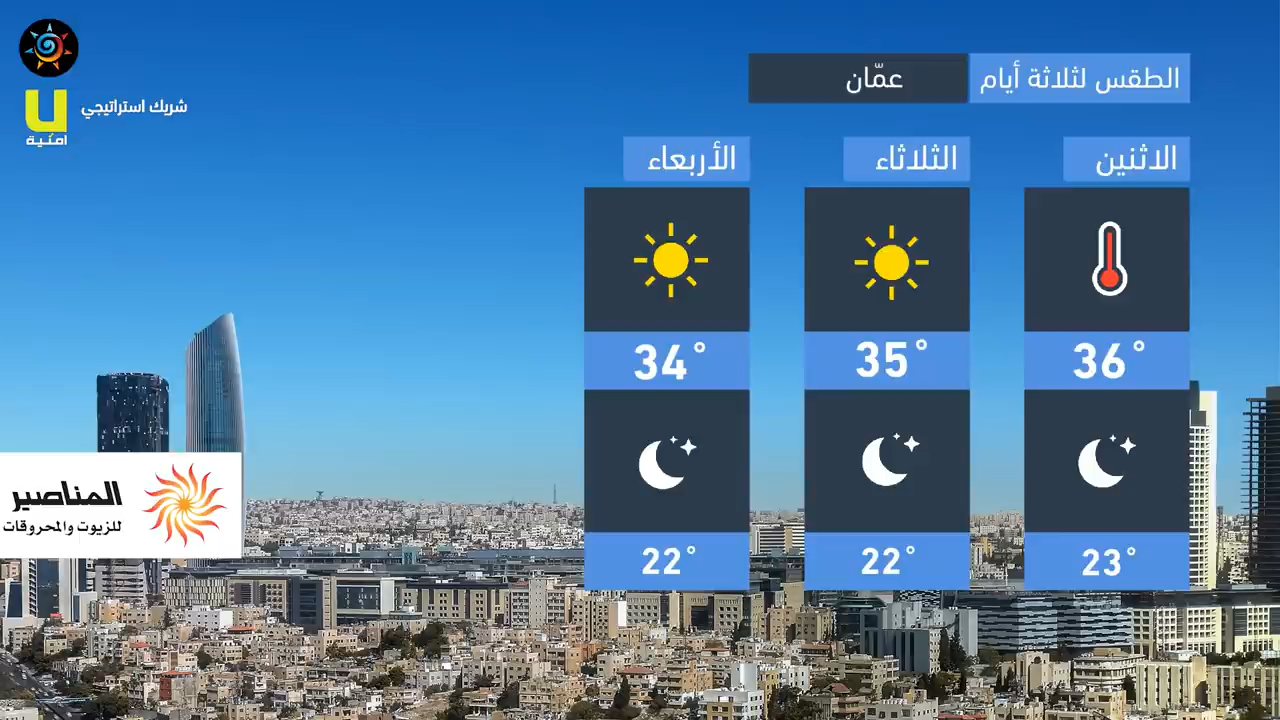 شريك استراتيجي
امنية
الطقس لثلاثة أيام
عمّان
الاثنين
الثلاثاء
الأربعاء
36°
35°
34°
23°
22°
22°
المناصير
للزيوت والمحروقات